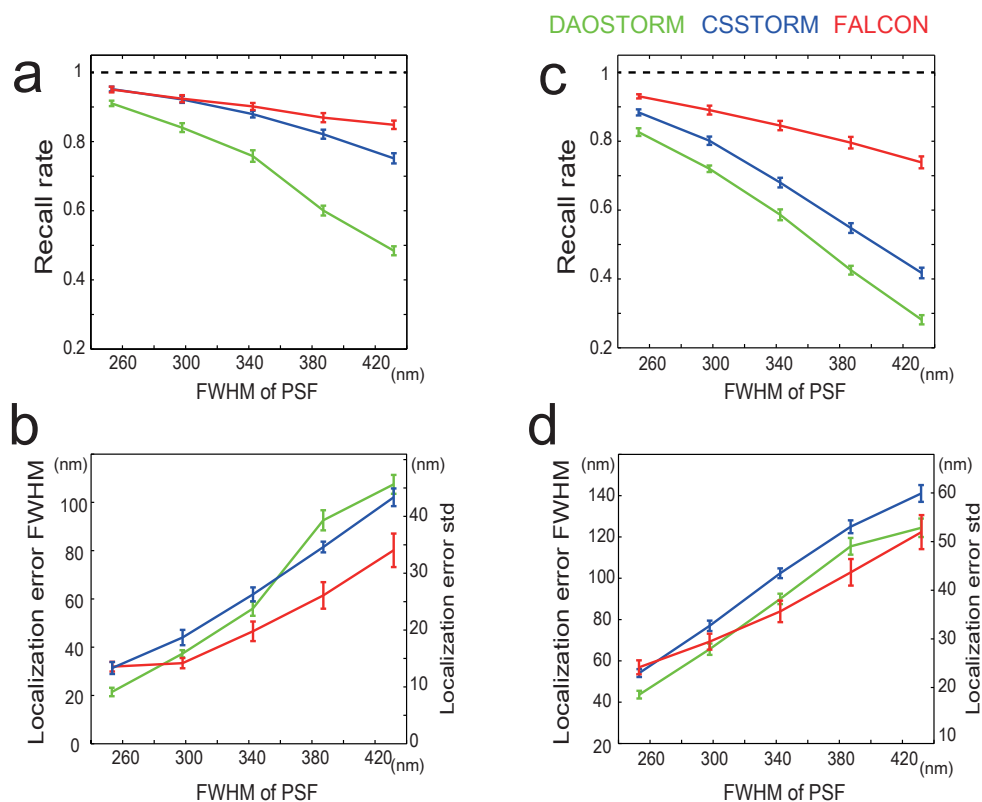 DAOSTORM CSSTORM FALCON
a
1
0.8
0.6
0.4
0.2
Recall rate
260 300 340 380 420 (nm)
FWHM of PSF
c
1
0.8
0.6
0.4
0.2
Recall rate
260 300 340 380 420 (nm)
FWHM of PSF
b
(nm)
100
80
60
40
20
0
Localization error FWHM
(nm)
40
30
20
10
0
Localization error std
260 300 340 380 420 (nm)
FWHM of PSF
d
(nm)
140
120
100
80
60
40
20
Localization error FWHM
(nm)
60
50
40
30
20
10
Localization error std
260 300 340 380 420 (nm)
FWHM of PSF